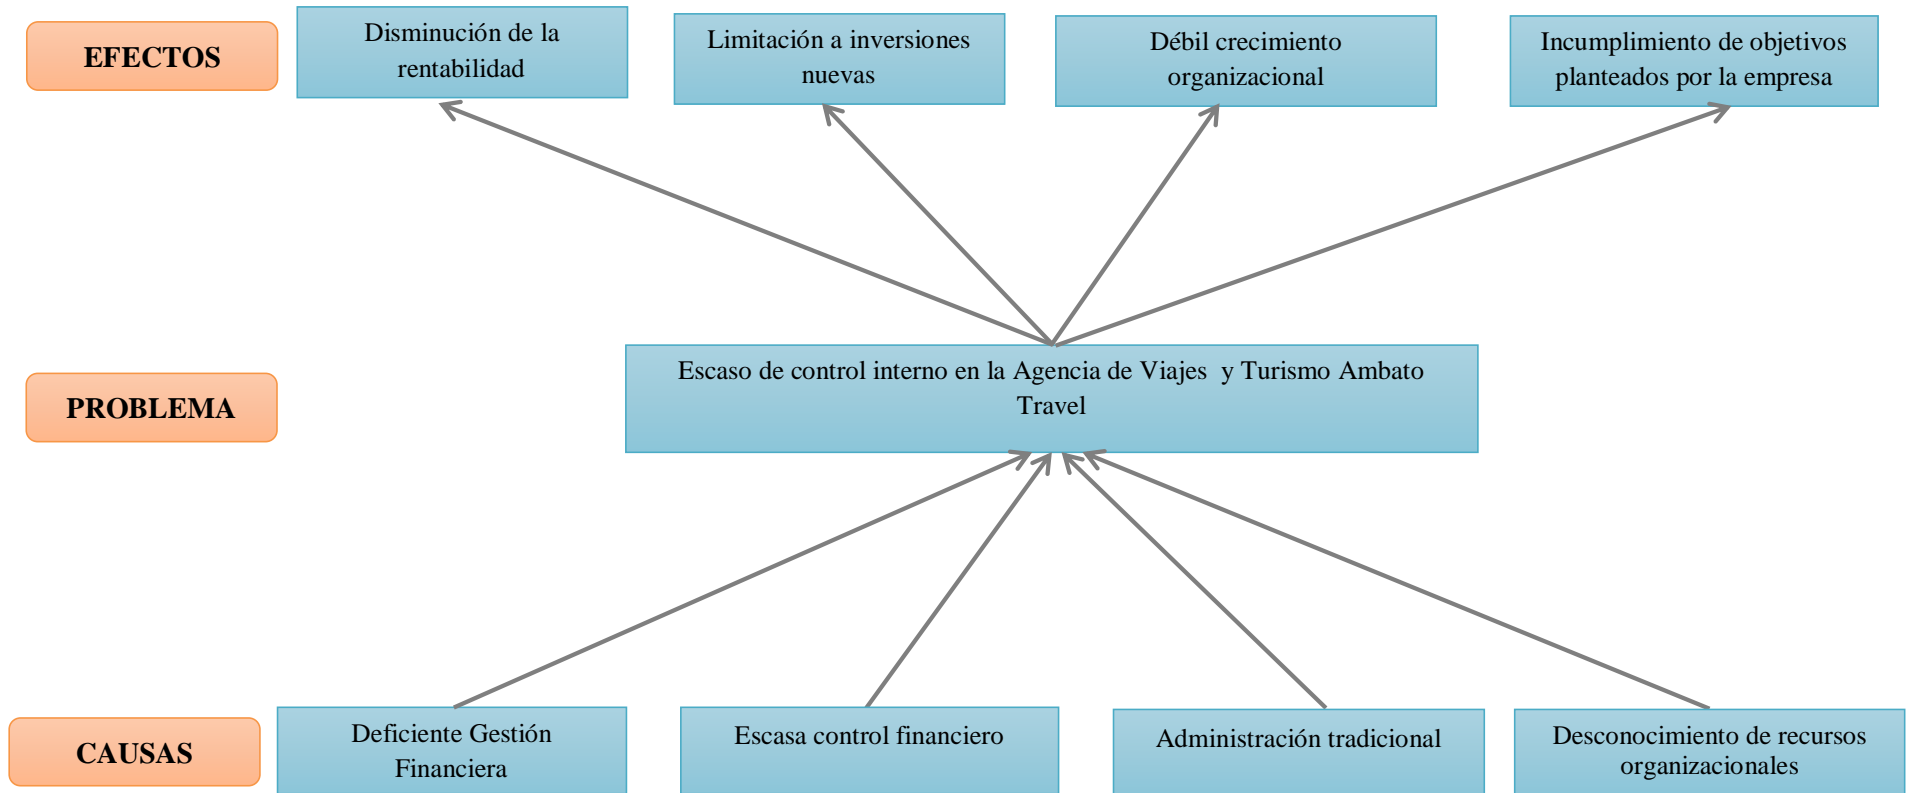 EFECTOS
Disminución de la
rentabilidad
Limitación a inversiones
nuevas
Débil crecimiento
organizacional
Incumplimiento de objetivos
planteados por la empresa
PROBLEMA
Escaso de control interno en la Agencia de Viajes  y Turismo Ambato
Travel
CAUSAS
Deficiente Gestión
Financiera
Escasa control financiero
Administración tradicional
Desconocimiento de recursos
organizacionales